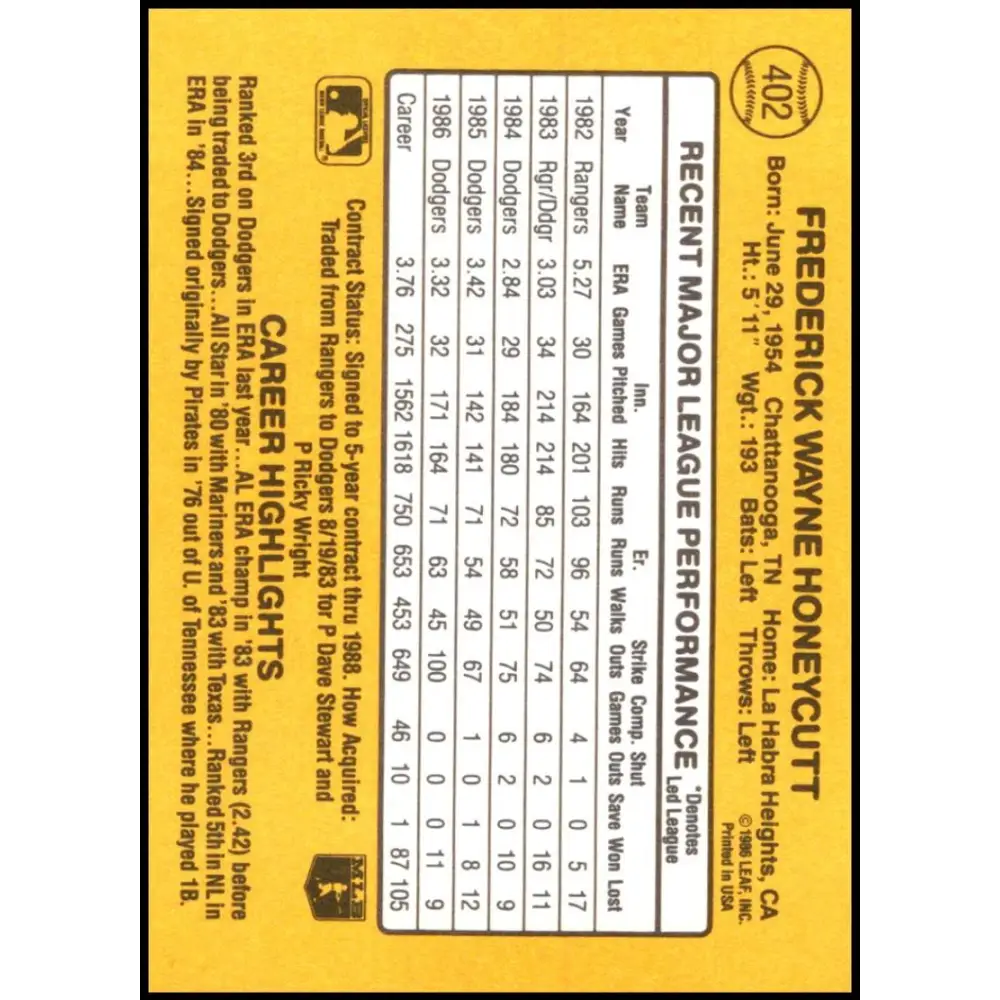 402
FREDERICK WAYNE HONEYCUTT
Born: June 29, 1954 Chattanooga, TN Home: La Habra Heights, CA
Ht.: 5'11" Wgt.: 193 Bats: Left Throws: Left
© 1986 LEAF, INC.
Printed in USA
RECENT MAJOR LEAGUE PERFORMANCE *Denotes Led League
Year Team Name ERA Games Inn. Pitched Hits Runs Er. Runs Walks Strike Outs Comp. Games Shut Outs Save Won Lost
1982 Rangers 5.27 30 164 201 103 96 54 64 4 1 0 5 17
1983 Rgr/Ddgr 3.03 34 214 214 85 72 50 74 6 2 0 16 11
1984 Dodgers 2.84 29 184 180 72 58 51 75 6 2 0 10 9
1985 Dodgers 3.42 31 142 141 71 54 49 67 1 0 1 8 12
1986 Dodgers 3.32 32 171 164 71 63 45 100 0 0 0 11 9
Career 3.76 275 1562 1618 750 653 453 649 46 10 1 87 105
Contract Status: Signed to 5-year contract thru 1988. How Acquired:
Traded from Rangers to Dodgers 8/19/83 for P Dave Stewart and
P Ricky Wright
MLB
CAREER HIGHLIGHTS
Ranked 3rd on Dodgers in ERA last year...AL ERA champ in '83 with Rangers (2.42) before
being traded to Dodgers...All Star in '80 with Mariners and '83 with Texas...Ranked 5th in NL in
ERA in '84...Signed originally by Pirates in '76 out of U. of Tennessee where he played 1B.